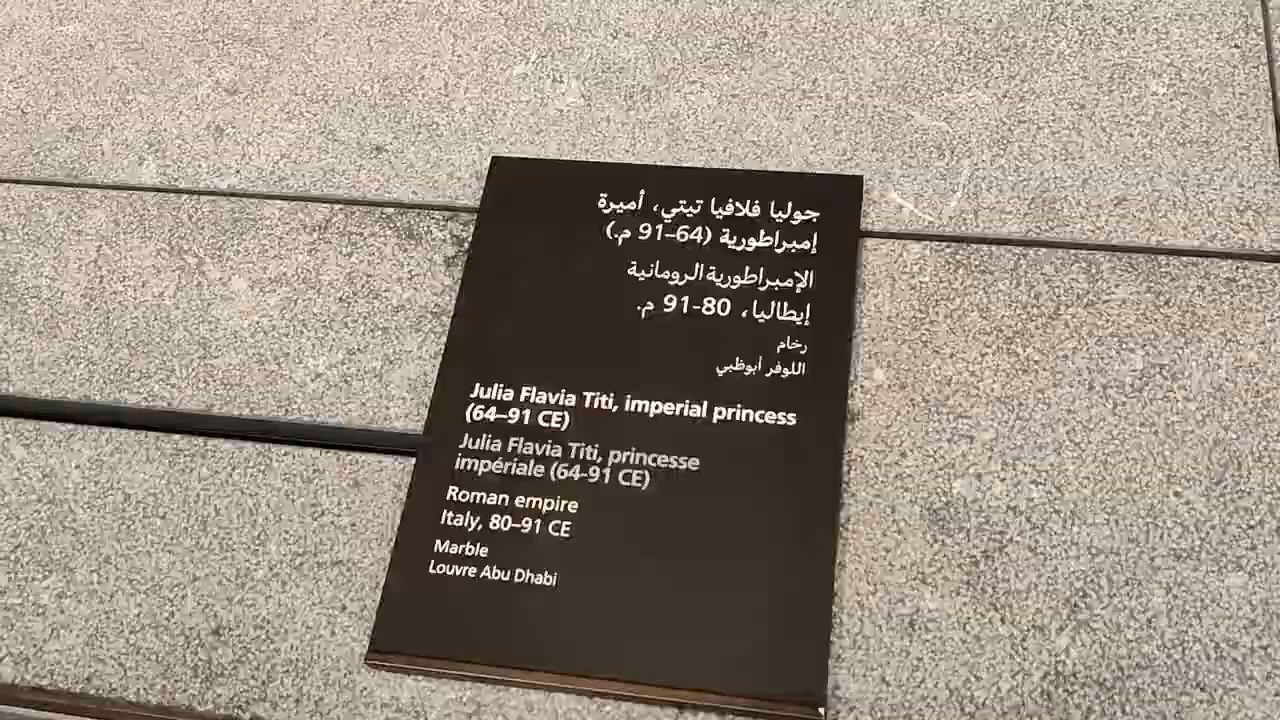 جوليا فلافيا تيتي، أميرة
إمبراطورية (64–91 م.)
الإمبراطورية الرومانية
إيطاليا، 80-91 م.
رخام
اللوفر أبوظبي
Julia Flavia Titi, imperial princess
(64–91 CE)
Julia Flavia Titi, princesse
impériale (64-91 CE)
Roman empire
Italy, 80–91 CE
Marble
Louvre Abu Dhabi